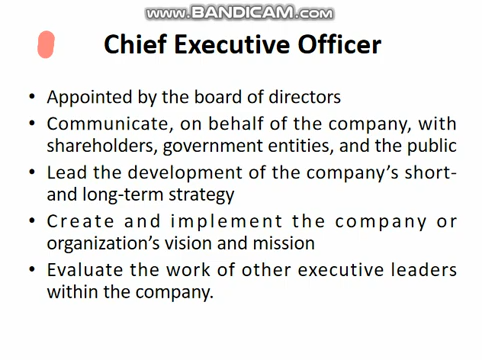 www.BANDICAM.com
Chief Executive Officer
• Appointed by the board of directors
• Communicate, on behalf of the company, with
shareholders, government entities, and the public
• Lead the development of the company's short-
and long-term strategy
• Create and implement the company or
organization's vision and mission
• Evaluate the work of other executive leaders
within the company.